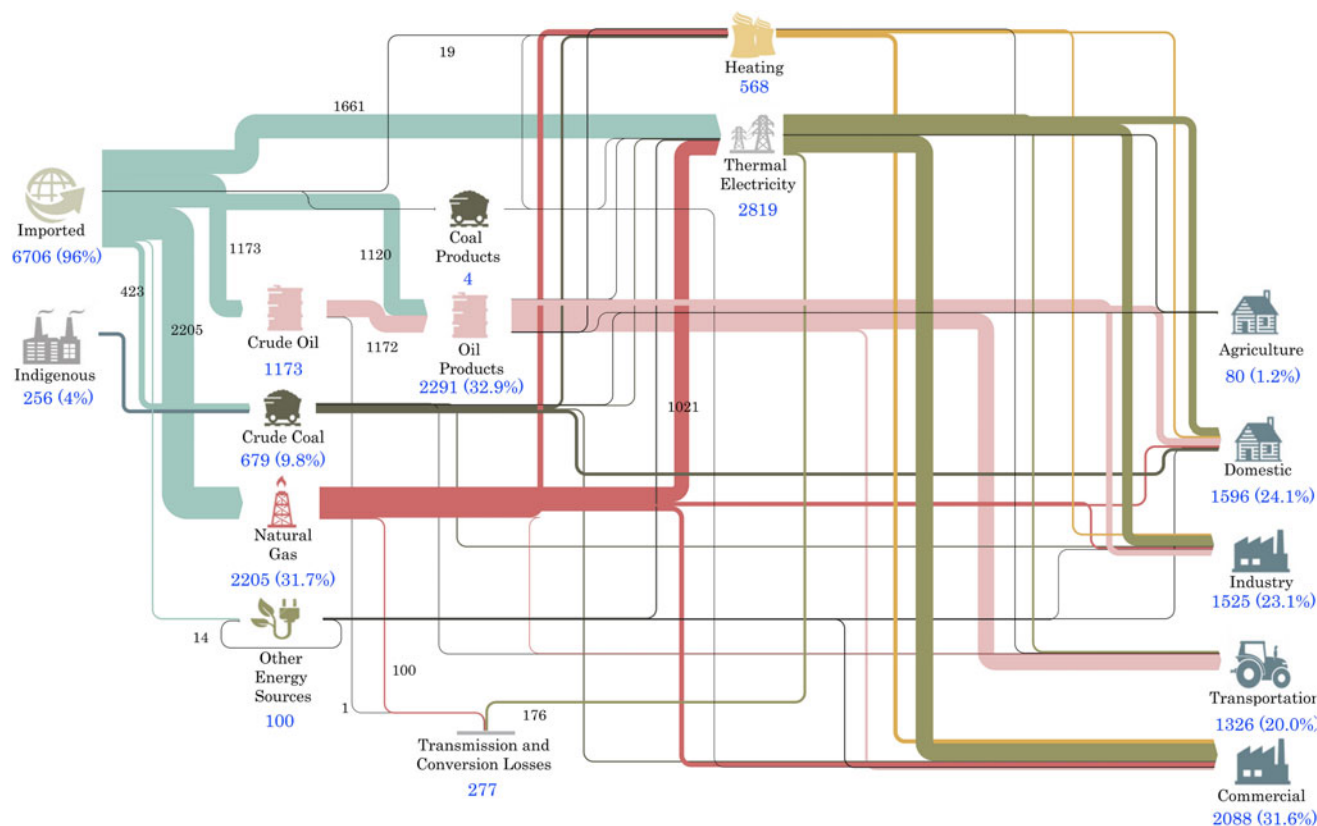 19
Heating
568
1661
Thermal
Electricity
2819
Imported
6706 (96%)
1173
Coal
Products
4
1120
423
2205
Indigenous
256 (4%)
Crude Oil
1173
1172
Oil
Products
2291 (32.9%)
Agriculture
80 (1.2%)
1021
Crude Coal
679 (9.8%)
Domestic
1596 (24.1%)
Natural
Gas
2205 (31.7%)
Industry
1525 (23.1%)
14
Other
Energy
Sources
100
100
1
176
Transmission and
Conversion Losses
277
Transportation
1326 (20.0%)
Commercial
2088 (31.6%)